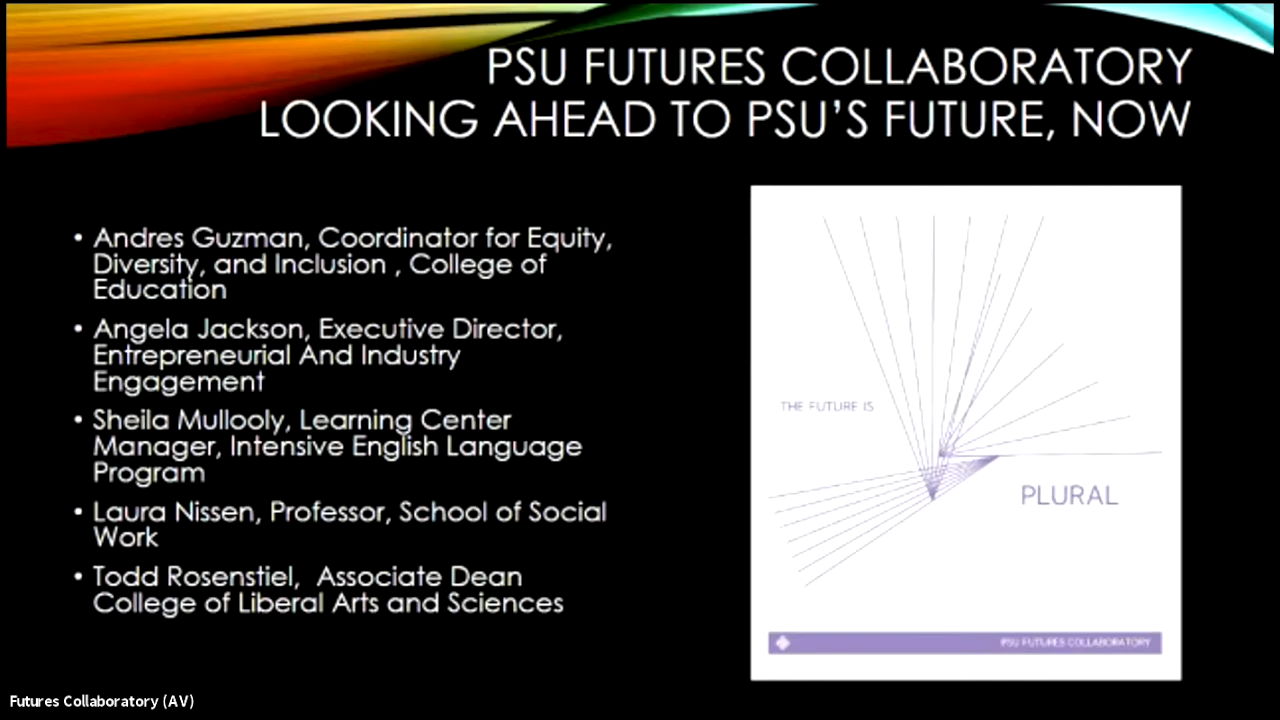 PSU FUTURES COLLABORATORY
LOOKING AHEAD TO PSU'S FUTURE, NOW
• Andres Guzman, Coordinator for Equity,
Diversity, and Inclusion , College of
Education
• Angela Jackson, Executive Director,
Entrepreneurial And Industry
Engagement
• Sheila Mullooly, Learning Center
Manager, Intensive English Language
Program
• Laura Nissen, Professor, School of Social
Work
• Todd Rosenstiel,  Associate Dean
College of Liberal Arts and Sciences
THE FUTURE IS
PLURAL
PSU FUTURES COLLABORATORY
Futures Collaboratory (AV)